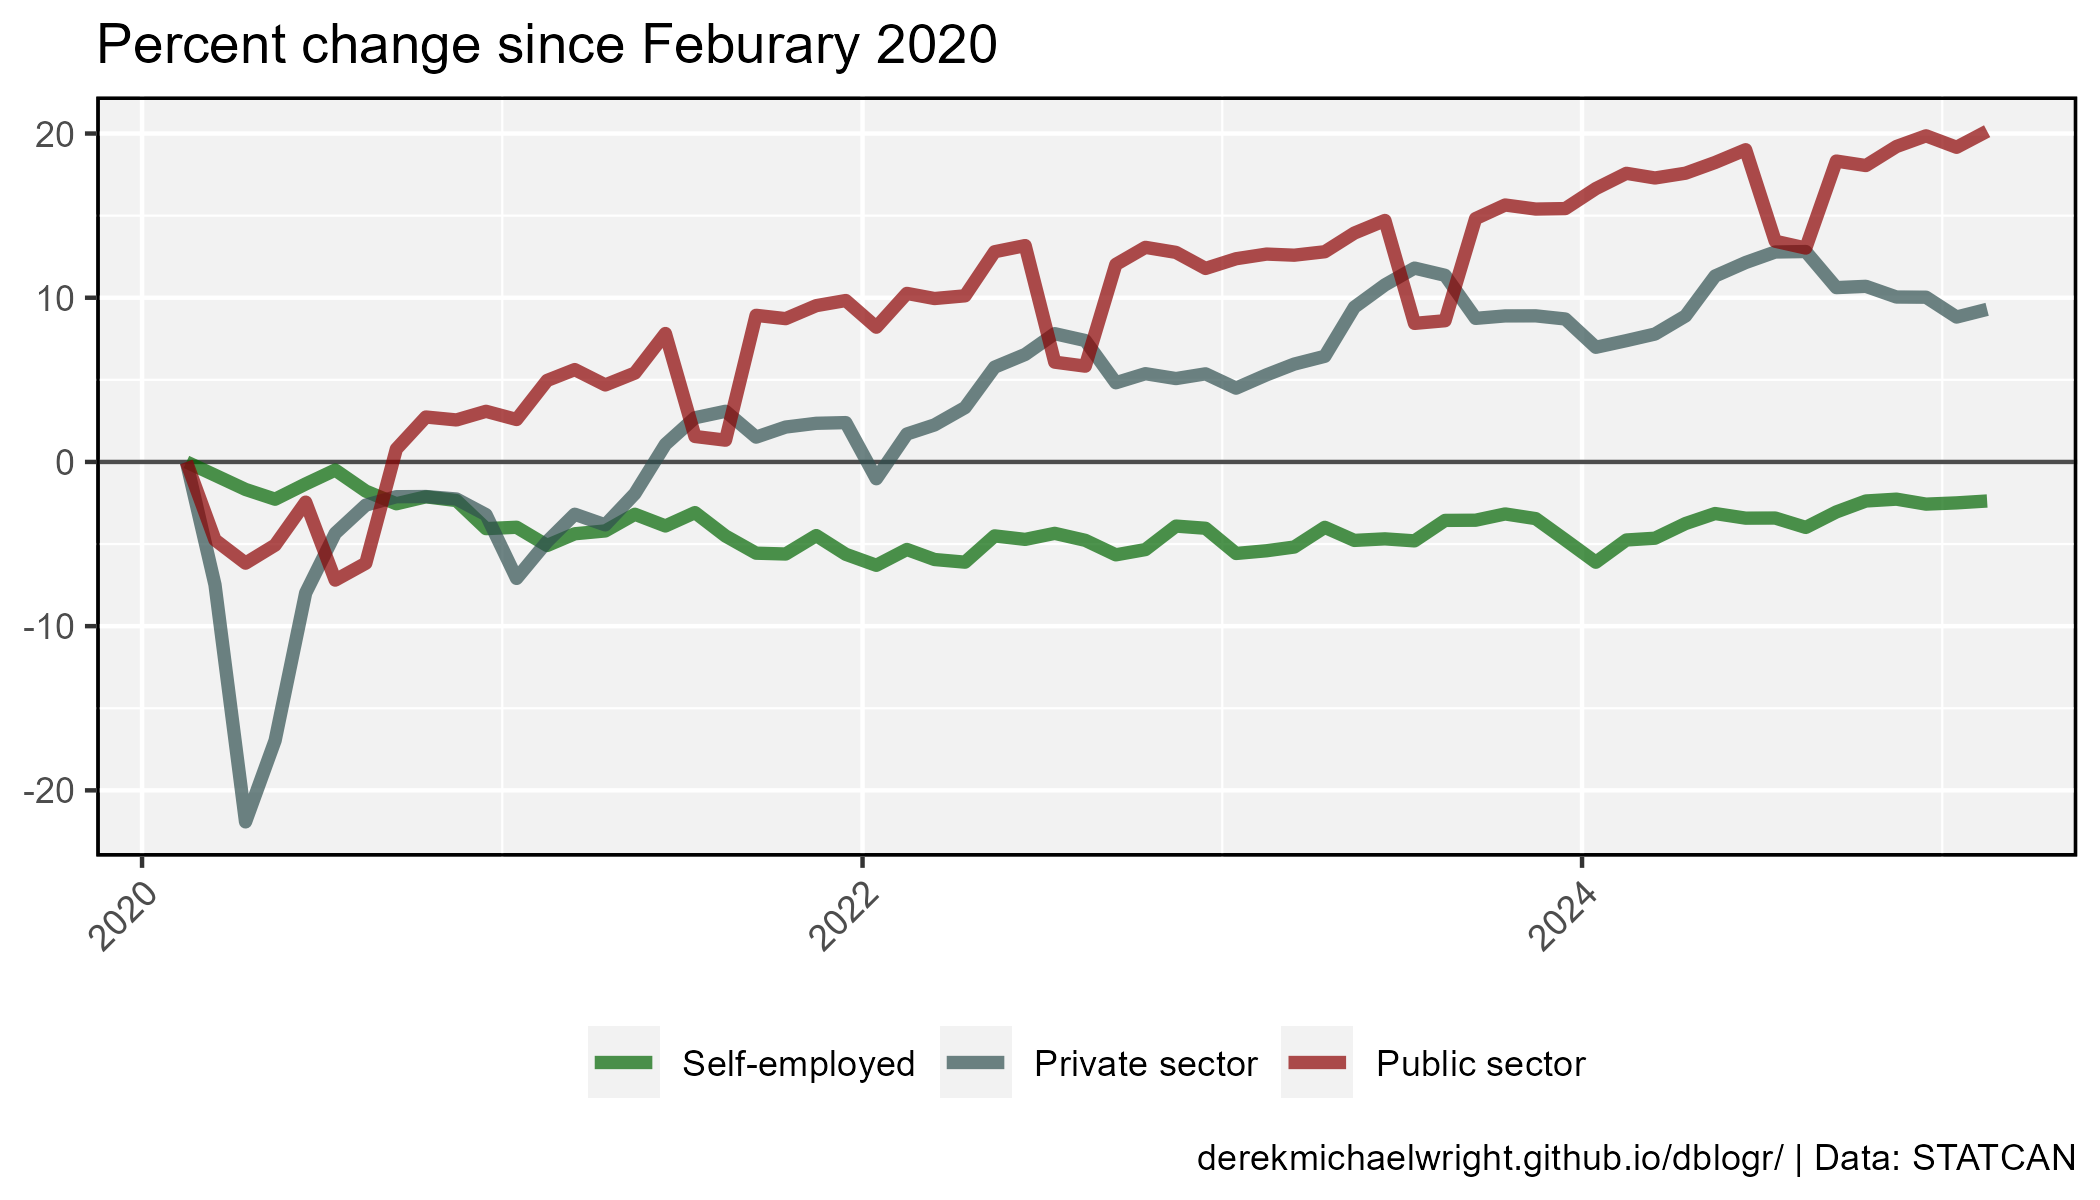 Percent change since Feburary 2020
20
10
0
-10
-20
2020
2022
2024
Self-employed
Private sector
Public sector
derekmichaelwright.github.io/dblogr/ | Data: STATCAN